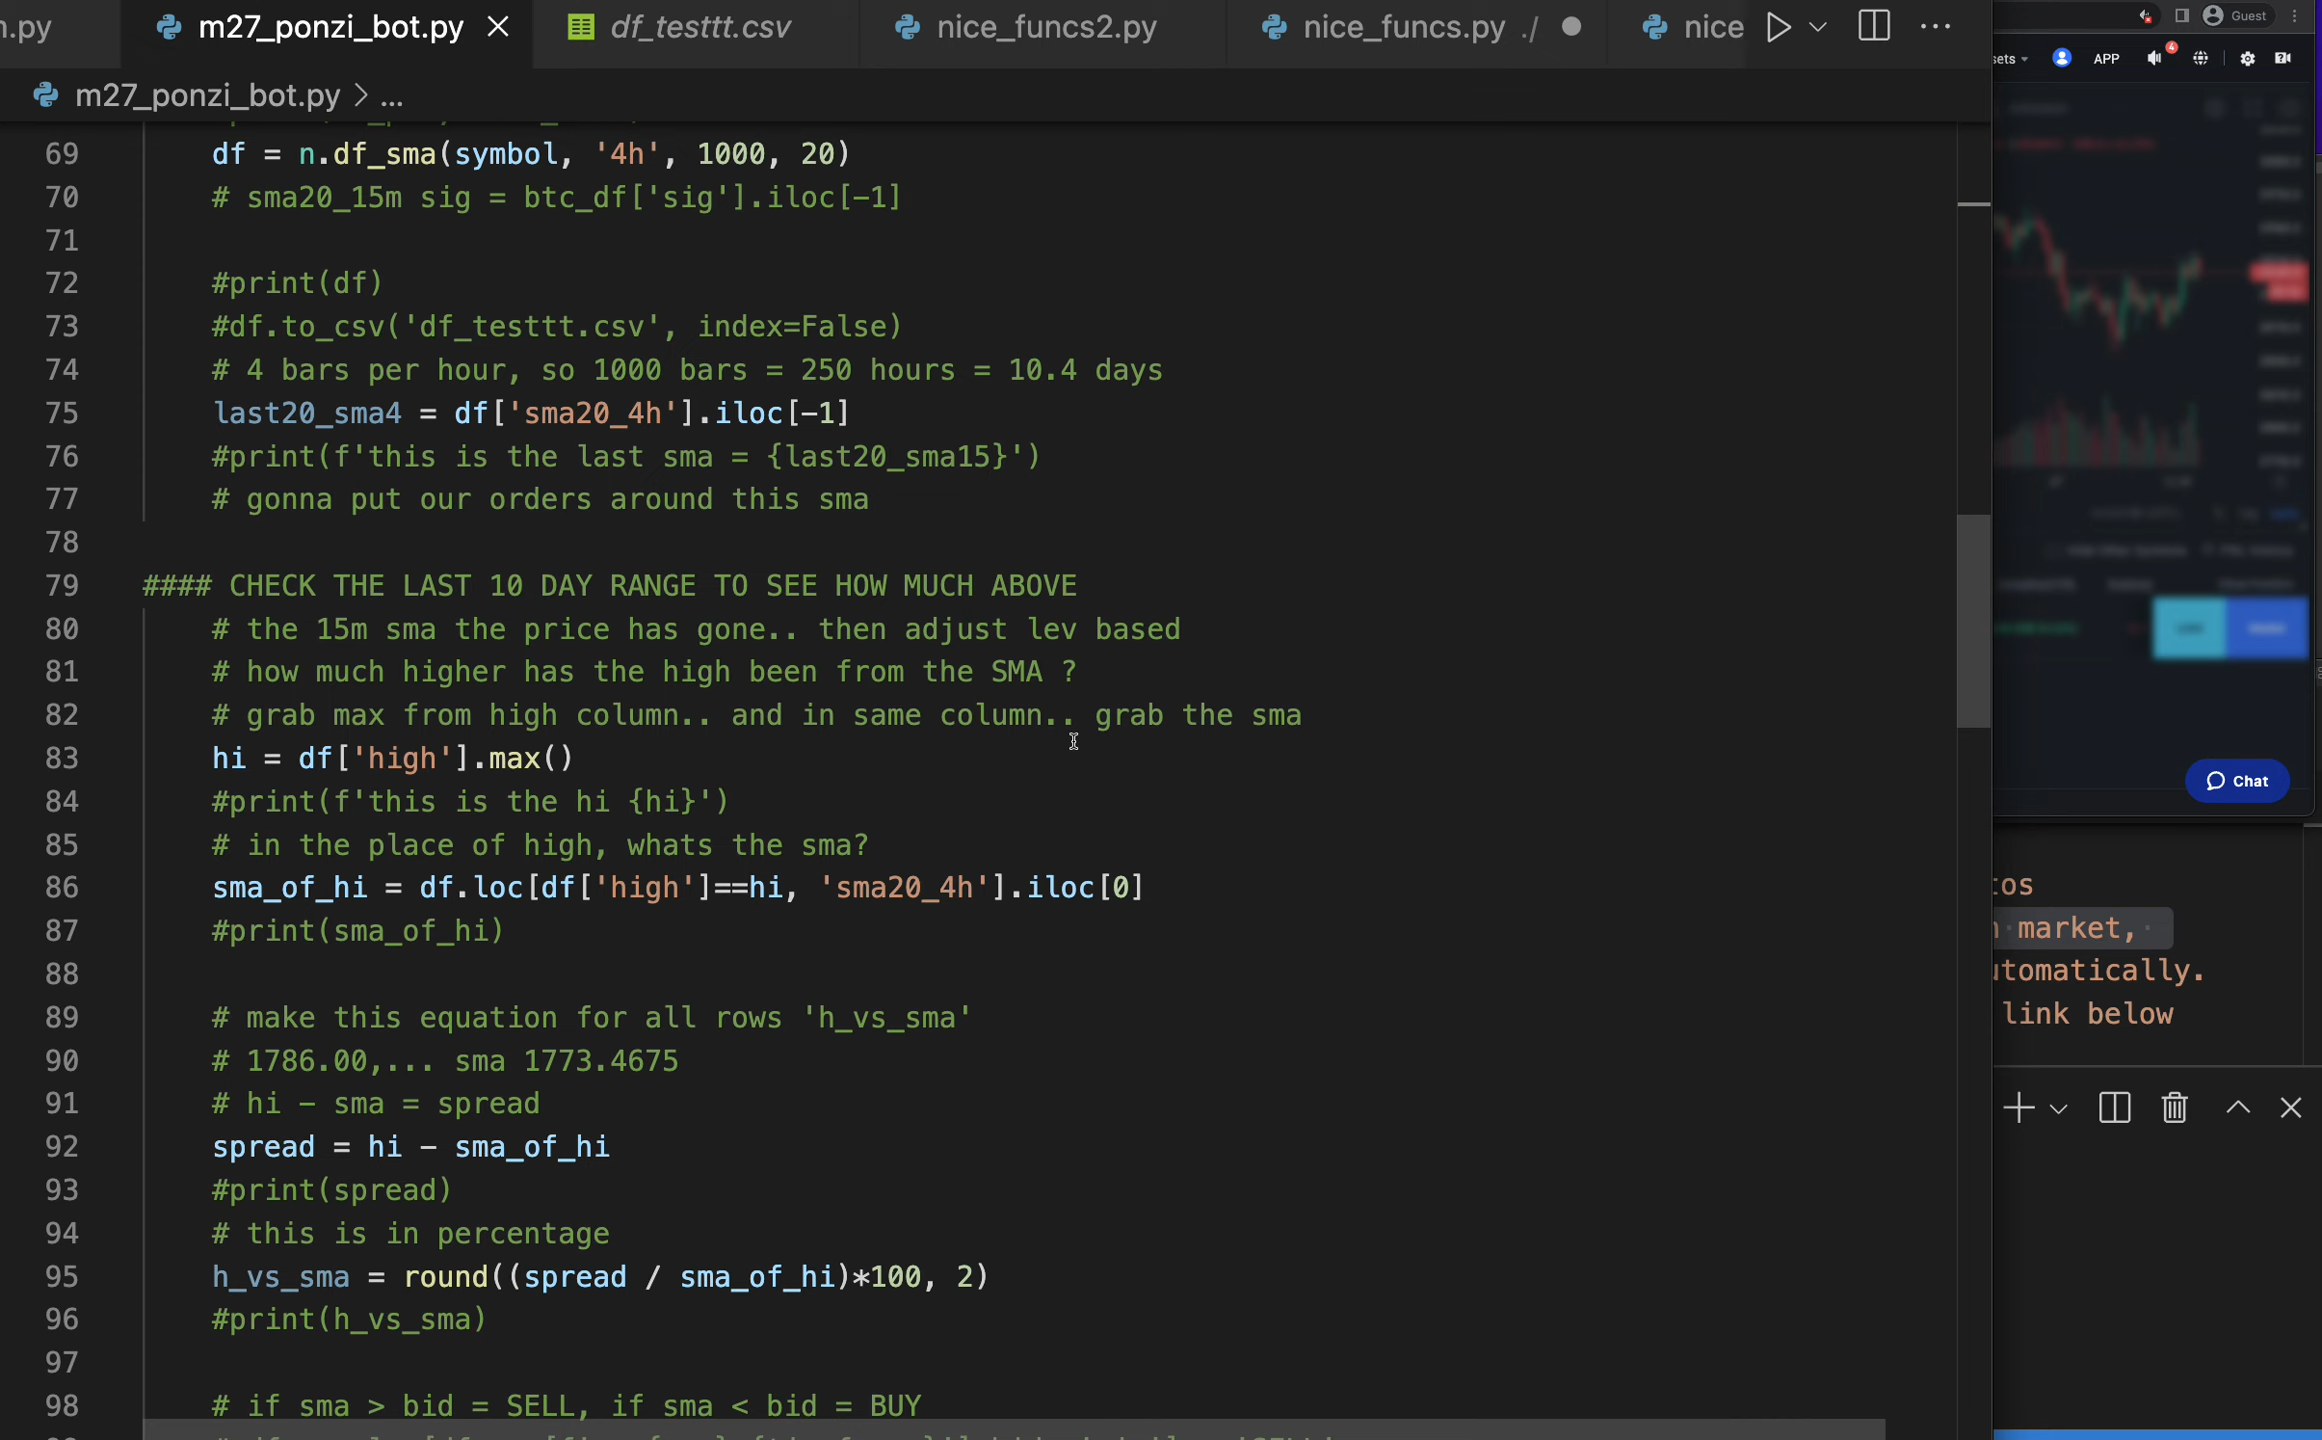 n.py
m27_ponzi_bot.py
df_testtt.csv
nice_funcs2.py
nice_funcs.py ./
nice
m27_ponzi_bot.py > ...
69 df = n.df_sma(symbol, '4h', 1000, 20)
70 # sma20_15m sig = btc_df['sig'].iloc[-1]
71
72 #print(df)
73 #df.to_csv('df_testtt.csv', index=False)
74 # 4 bars per hour, so 1000 bars = 250 hours = 10.4 days
75 last20_sma4 = df['sma20_4h'].iloc[-1]
76 #print(f'this is the last sma = {last20_sma15}')
77 # gonna put our orders around this sma
78
79 #### CHECK THE LAST 10 DAY RANGE TO SEE HOW MUCH ABOVE
80 # the 15m sma the price has gone.. then adjust lev based
81 # how much higher has the high been from the SMA ?
82 # grab max from high column.. and in same column.. grab the sma
83 hi = df['high'].max()
84 #print(f'this is the hi {hi}')
85 # in the place of high, whats the sma?
86 sma_of_hi = df.loc[df['high']==hi, 'sma20_4h'].iloc[0]
87 #print(sma_of_hi)
88
89 # make this equation for all rows 'h_vs_sma'
90 # 1786.00,... sma 1773.4675
91 # hi - sma = spread
92 spread = hi - sma_of_hi
93 #print(spread)
94 # this is in percentage
95 h_vs_sma = round((spread / sma_of_hi)*100, 2)
96 #print(h_vs_sma)
97
98 # if sma > bid = SELL, if sma < bid = BUY
Guest
sets
APP
4
Chat
tos
n market,
utomatically.
link below